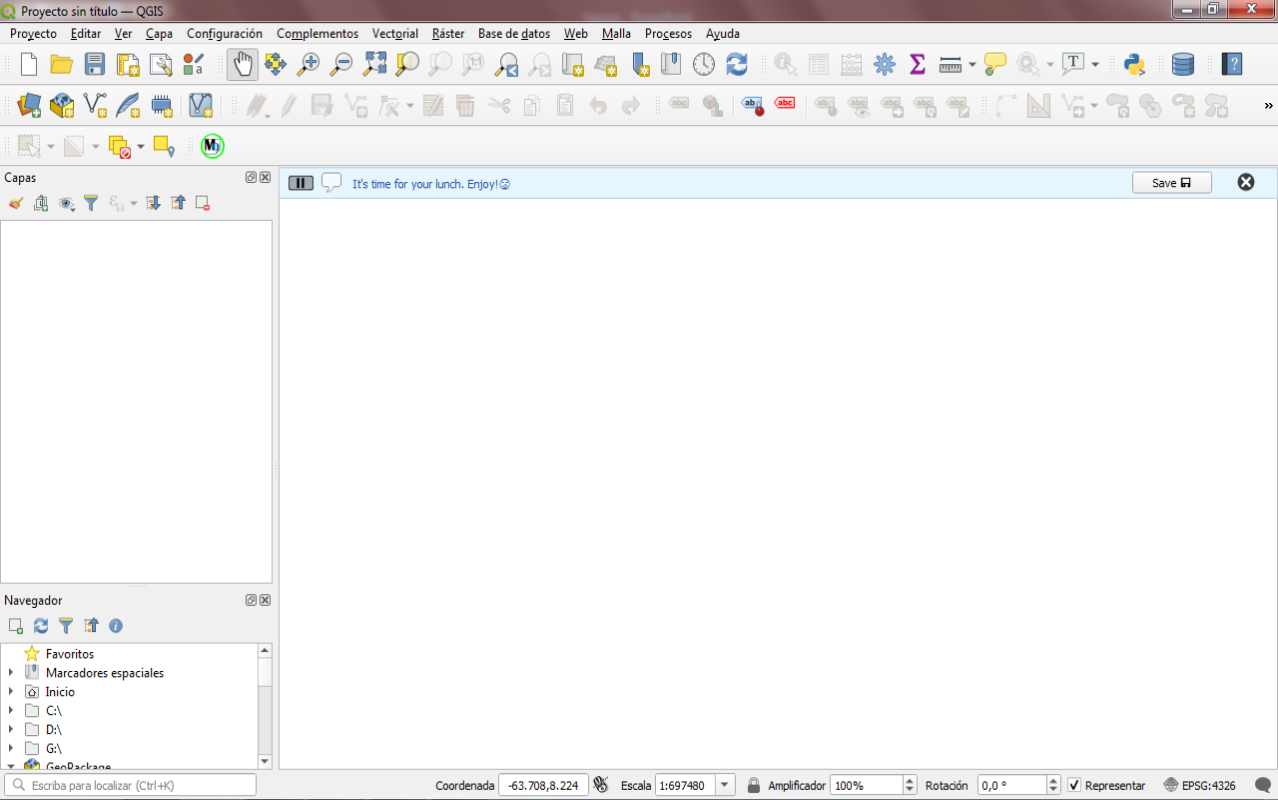 Proyecto sin título — QGIS
Proyecto Editar Ver Capa Configuración Complementos Vectorial Ráster Base de datos Web Malla Procesos Ayuda
Capas
It's time for your lunch. Enjoy!
Save
Navegador
Favoritos
Marcadores espaciales
Inicio
C:\
D:\
G:\
GeoPackage
Escriba para localizar (Ctrl+K)
Coordenada -63.708,8.224 Escala 1:697480 Amplificador 100% Rotación 0,0 ° Representar EPSG:4326